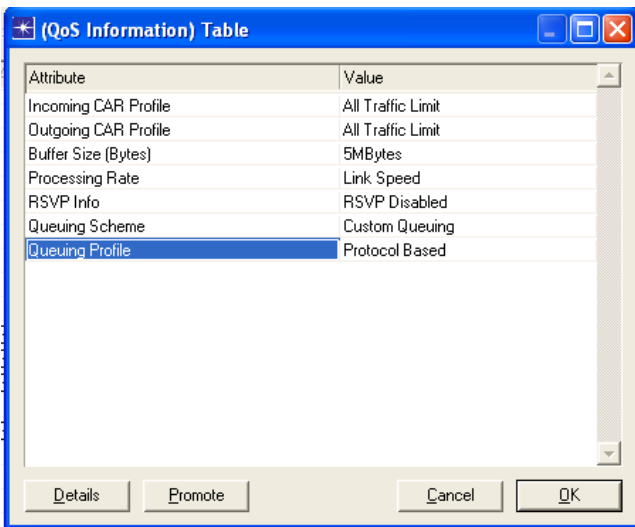 (QoS Information) Table
Attribute Value
Incoming CAR Profile All Traffic Limit
Outgoing CAR Profile All Traffic Limit
Buffer Size (Bytes) 5MBytes
Processing Rate Link Speed
RSVP Info RSVP Disabled
Queuing Scheme Custom Queuing
Queuing Profile Protocol Based
Details Promote Cancel OK